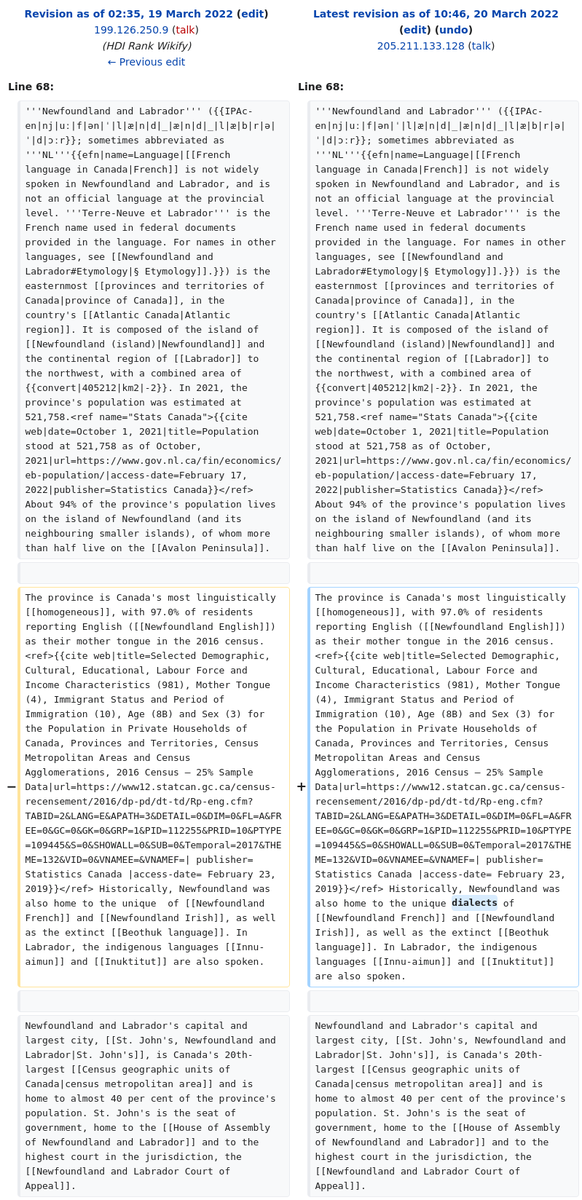 Revision as of 02:35, 19 March 2022 (edit)
199.126.250.9 (talk)
(HDI Rank Wikify)
← Previous edit
Latest revision as of 10:46, 20 March 2022
(edit) (undo)
205.211.133.128 (talk)
Line 68:
'''Newfoundland and Labrador''' ({{IPAc-
en|nj|uː|f|ən|ˈ|l|æ|n|d|_|æ|n|d|_|l|æ|b|r|ə|
ˈ|d|ɔːr}}; sometimes abbreviated as
'''NL'''{{efn|name=Language|[[French
language in Canada|French]] is not widely
spoken in Newfoundland and Labrador, and is
not an official language at the provincial
level. '''Terre-Neuve et Labrador''' is the
French name used in federal documents
provided in the language. For names in other
languages, see [[Newfoundland and
Labrador#Etymology|§ Etymology]].}}) is the
easternmost [[provinces and territories of
Canada|province of Canada]], in the
country's [[Atlantic Canada|Atlantic
region]]. It is composed of the island of
[[Newfoundland (island)|Newfoundland]] and
the continental region of [[Labrador]] to
the northwest, with a combined area of
{{convert|405212|km2|-2}}. In 2021, the
province's population was estimated at
521,758.<ref name="Stats Canada">{{cite
web|date=October 1, 2021|title=Population
stood at 521,758 as of October,
2021|url=https://www.gov.nl.ca/fin/economics/
eb-population/|access-date=February 17,
2022|publisher=Statistics Canada}}</ref>
About 94% of the province's population lives
on the island of Newfoundland (and its
neighbouring smaller islands), of whom more
than half live on the [[Avalon Peninsula]].
−
The province is Canada's most linguistically
[[homogeneous]], with 97.0% of residents
reporting English ([[Newfoundland English]])
as their mother tongue in the 2016 census.
<ref>{{cite web|title=Selected Demographic,
Cultural, Educational, Labour Force and
Income Characteristics (981), Mother Tongue
(4), Immigrant Status and Period of
Immigration (10), Age (8B) and Sex (3) for
the Population in Private Households of
Canada, Provinces and Territories, Census
Metropolitan Areas and Census
Agglomerations, 2016 Census – 25% Sample
Data|url=https://www12.statcan.gc.ca/census-
recensement/2016/dp-pd/dt-td/Rp-eng.cfm?
TABID=2&LANG=E&APATH=3&DETAIL=0&DIM=0&FL=A&FR
EE=0&GC=0&GK=0&GRP=1&PID=112255&PRID=10&PTYPE
=109445&S=0&SHOWALL=0&SUB=0&Temporal=2017&THE
ME=132&VID=0&VNAMEE=&VNAMEF=| publisher=
Statistics Canada |access-date= February 23,
2019}}</ref> Historically, Newfoundland was
also home to the unique  of [[Newfoundland
French]] and [[Newfoundland Irish]], as well
as the extinct [[Beothuk language]]. In
Labrador, the indigenous languages [[Innu-
aimun]] and [[Inuktitut]] are also spoken.
Newfoundland and Labrador's capital and
largest city, [[St. John's, Newfoundland and
Labrador|St. John's]], is Canada's 20th-
largest [[Census geographic units of
Canada|census metropolitan area]] and is
home to almost 40 per cent of the province's
population. St. John's is the seat of
government, home to the [[House of Assembly
of Newfoundland and Labrador]] and to the
highest court in the jurisdiction, the
[[Newfoundland and Labrador Court of
Appeal]].
Line 68:
'''Newfoundland and Labrador''' ({{IPAc-
en|nj|uː|f|ən|ˈ|l|æ|n|d|_|æ|n|d|_|l|æ|b|r|ə|
ˈ|d|ɔːr}}; sometimes abbreviated as
'''NL'''{{efn|name=Language|[[French
language in Canada|French]] is not widely
spoken in Newfoundland and Labrador, and is
not an official language at the provincial
level. '''Terre-Neuve et Labrador''' is the
French name used in federal documents
provided in the language. For names in other
languages, see [[Newfoundland and
Labrador#Etymology|§ Etymology]].}}) is the
easternmost [[provinces and territories of
Canada|province of Canada]], in the
country's [[Atlantic Canada|Atlantic
region]]. It is composed of the island of
[[Newfoundland (island)|Newfoundland]] and
the continental region of [[Labrador]] to
the northwest, with a combined area of
{{convert|405212|km2|-2}}. In 2021, the
province's population was estimated at
521,758.<ref name="Stats Canada">{{cite
web|date=October 1, 2021|title=Population
stood at 521,758 as of October,
2021|url=https://www.gov.nl.ca/fin/economics/
eb-population/|access-date=February 17,
2022|publisher=Statistics Canada}}</ref>
About 94% of the province's population lives
on the island of Newfoundland (and its
neighbouring smaller islands), of whom more
than half live on the [[Avalon Peninsula]].
+
The province is Canada's most linguistically
[[homogeneous]], with 97.0% of residents
reporting English ([[Newfoundland English]])
as their mother tongue in the 2016 census.
<ref>{{cite web|title=Selected Demographic,
Cultural, Educational, Labour Force and
Income Characteristics (981), Mother Tongue
(4), Immigrant Status and Period of
Immigration (10), Age (8B) and Sex (3) for
the Population in Private Households of
Canada, Provinces and Territories, Census
Metropolitan Areas and Census
Agglomerations, 2016 Census – 25% Sample
Data|url=https://www12.statcan.gc.ca/census-
recensement/2016/dp-pd/dt-td/Rp-eng.cfm?
TABID=2&LANG=E&APATH=3&DETAIL=0&DIM=0&FL=A&FR
EE=0&GC=0&GK=0&GRP=1&PID=112255&PRID=10&PTYPE
=109445&S=0&SHOWALL=0&SUB=0&Temporal=2017&THE
ME=132&VID=0&VNAMEE=&VNAMEF=| publisher=
Statistics Canada |access-date= February 23,
2019}}</ref> Historically, Newfoundland was
also home to the unique dialects of
[[Newfoundland French]] and [[Newfoundland
Irish]], as well as the extinct [[Beothuk
language]]. In Labrador, the indigenous
languages [[Innu-aimun]] and [[Inuktitut]]
are also spoken.
Newfoundland and Labrador's capital and
largest city, [[St. John's, Newfoundland and
Labrador|St. John's]], is Canada's 20th-
largest [[Census geographic units of
Canada|census metropolitan area]] and is
home to almost 40 per cent of the province's
population. St. John's is the seat of
government, home to the [[House of Assembly
of Newfoundland and Labrador]] and to the
highest court in the jurisdiction, the
[[Newfoundland and Labrador Court of
Appeal]].